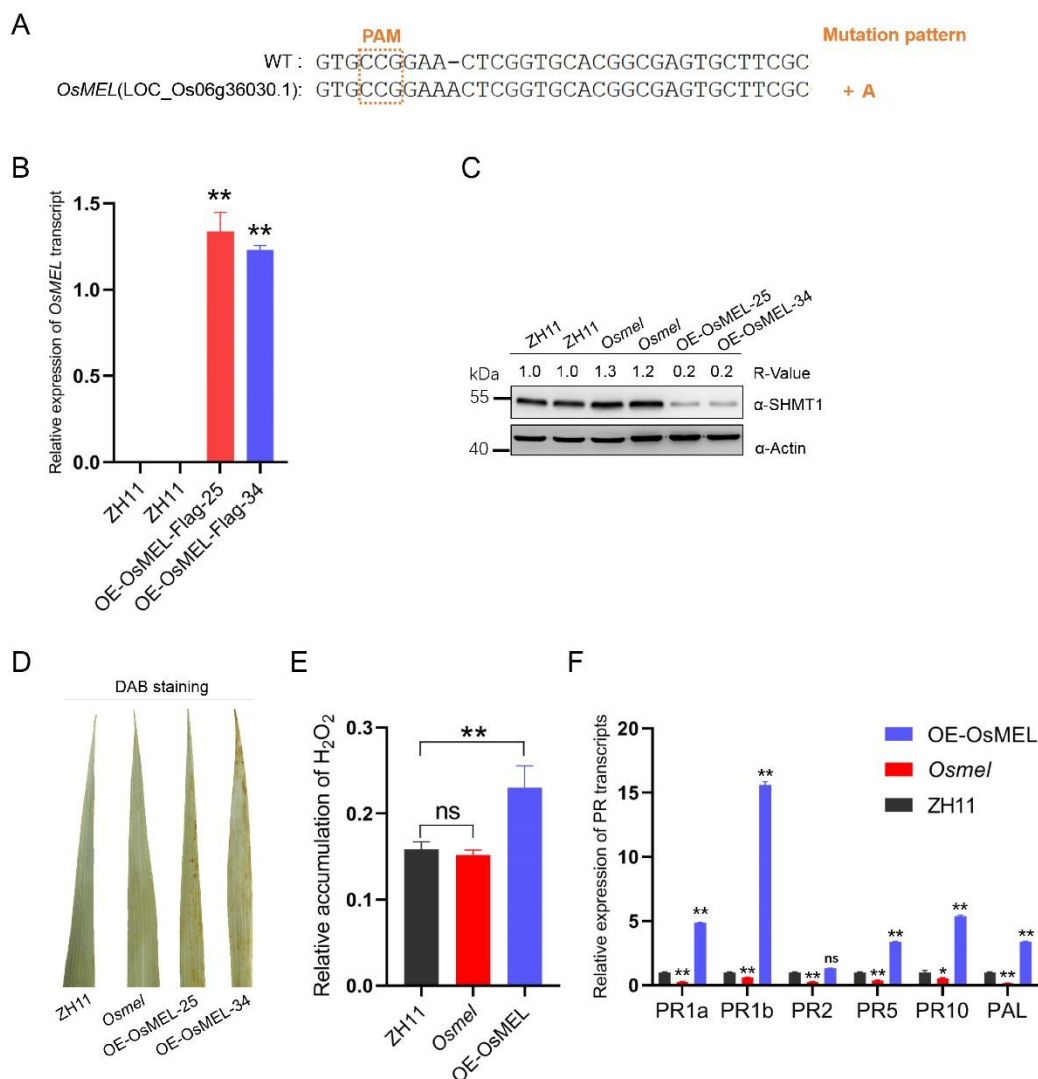 A
PAM
Mutation pattern
WT : GTGCCGGAA-CTCGGTGCACGGCGAGTGCTTCGC
OsMEL(LOC_Os06g36030.1): GTGCCGGAAACTCGGTGCACGGCGAGTGCTTCGC + A
B
Relative expression of OsMEL transcript
1.5
1.0
0.5
0.0
**
**
ZH11
ZH11
OE-OsMEL-Flag-25
OE-OsMEL-Flag-34
C
ZH11 ZH11 Osmel Osmel OE-OsMEL-25 OE-OsMEL-34
kDa 1.0 1.0 1.3 1.2 0.2 0.2 R-Value
55 α-SHMT1
40 α-Actin
D
DAB staining
ZH11
Osmel
OE-OsMEL-25
OE-OsMEL-34
E
Relative accumulation of H₂O₂
0.3
0.2
0.1
0.0
**
ns
ZH11
Osmel
OE-OsMEL
F
Relative expression of PR transcripts
20
15
10
5
0
OE-OsMEL
Osmel
ZH11
** **
** **
** ns
** **
* **
** **
PR1a PR1b PR2 PR5 PR10 PAL